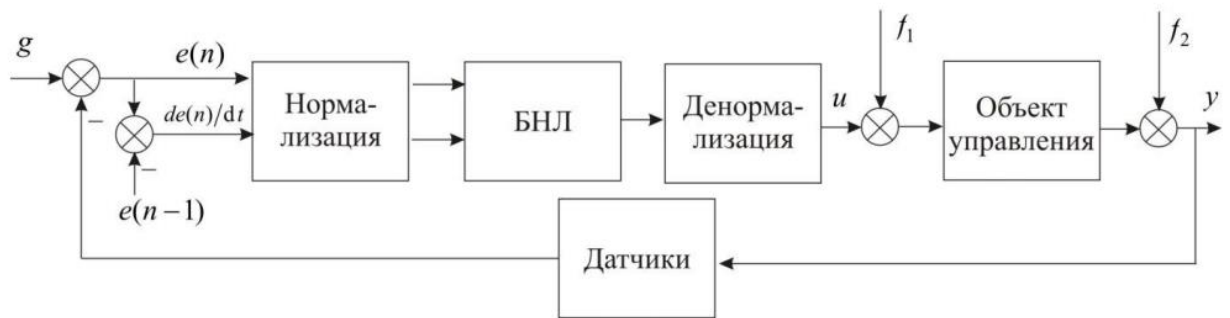 g
e(n)
de(n)/dt
e(n−1)
Норма-
лизация
БНЛ
Денорма-
лизация
u
f₁
Объект
управления
f₂
y
Датчики
−
−